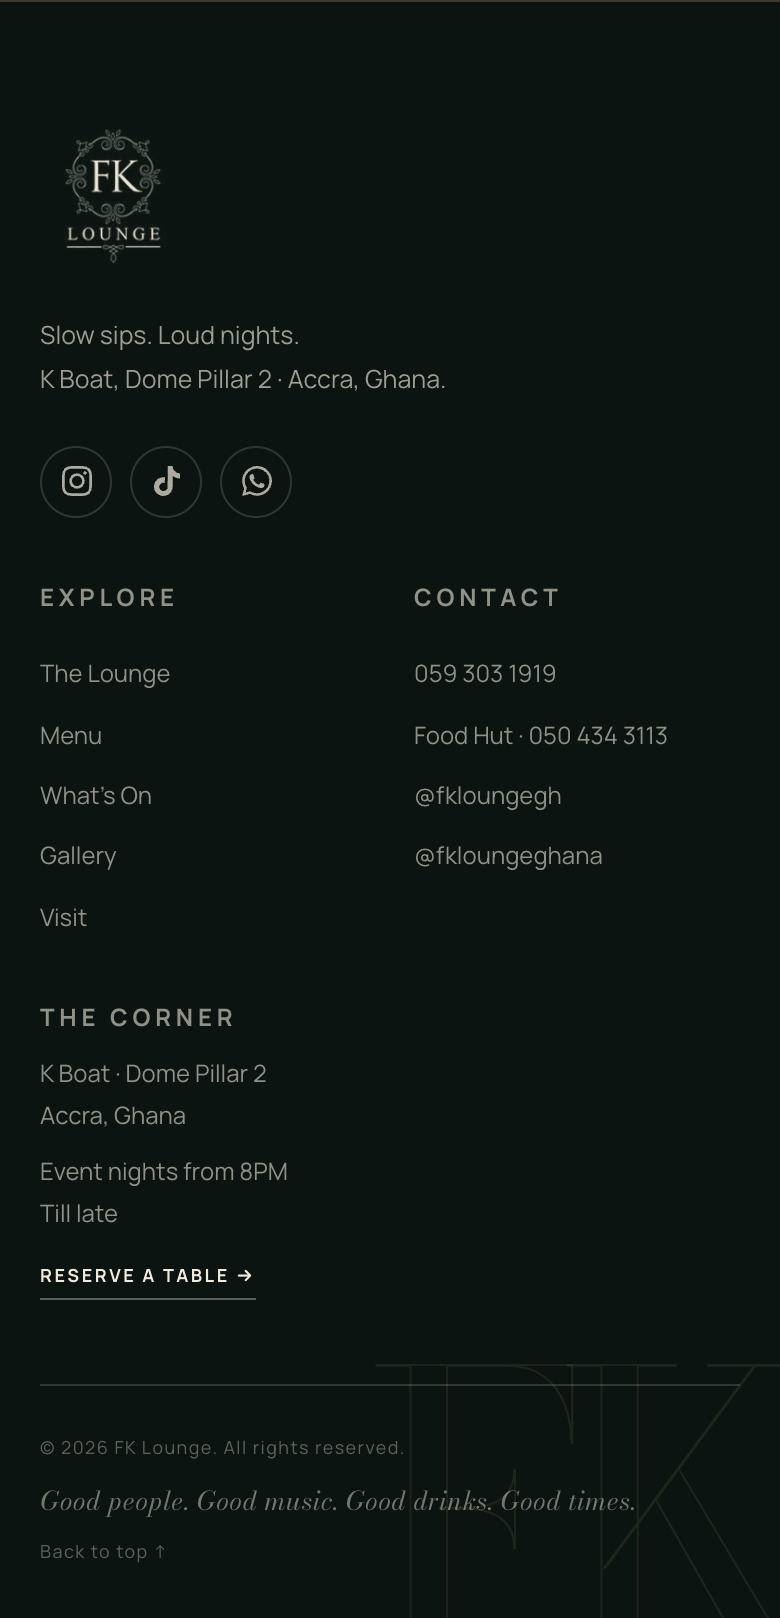 FK
LOUNGE
Slow sips. Loud nights.
K Boat, Dome Pillar 2 · Accra, Ghana.
EXPLORE
The Lounge
Menu
What's On
Gallery
Visit
CONTACT
059 303 1919
Food Hut · 050 434 3113
@fkloungegh
@fkloungeghana
THE CORNER
K Boat · Dome Pillar 2
Accra, Ghana
Event nights from 8PM
Till late
RESERVE A TABLE →
FK
© 2026 FK Lounge. All rights reserved.
Good people. Good music. Good drinks. Good times.
Back to top ↑